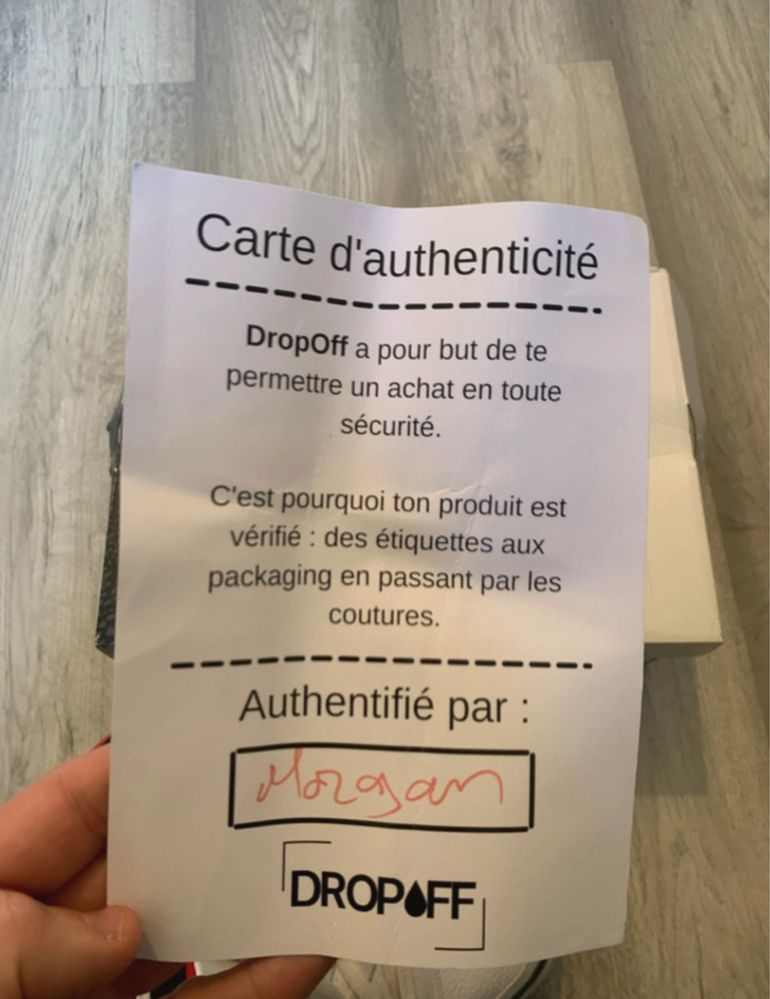 Carte d'authenticité
DropOff a pour but de te
permettre un achat en toute
sécurité.
C'est pourquoi ton produit est
vérifié : des étiquettes aux
packaging en passant par les
coutures.
Authentifié par :
Morgan
DROPOFF